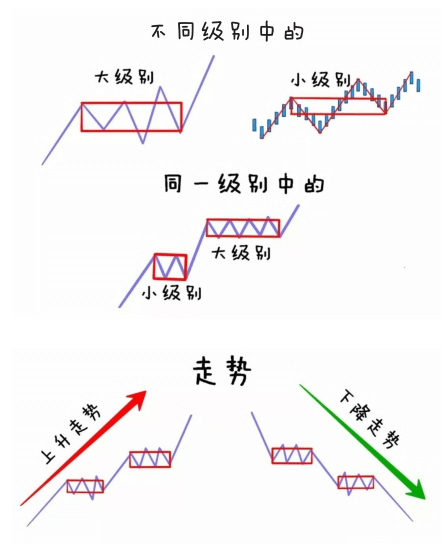 不同级别中的
大级别
小级别
同一级别中的
大级别
小级别
走势
上升走势
下降走势